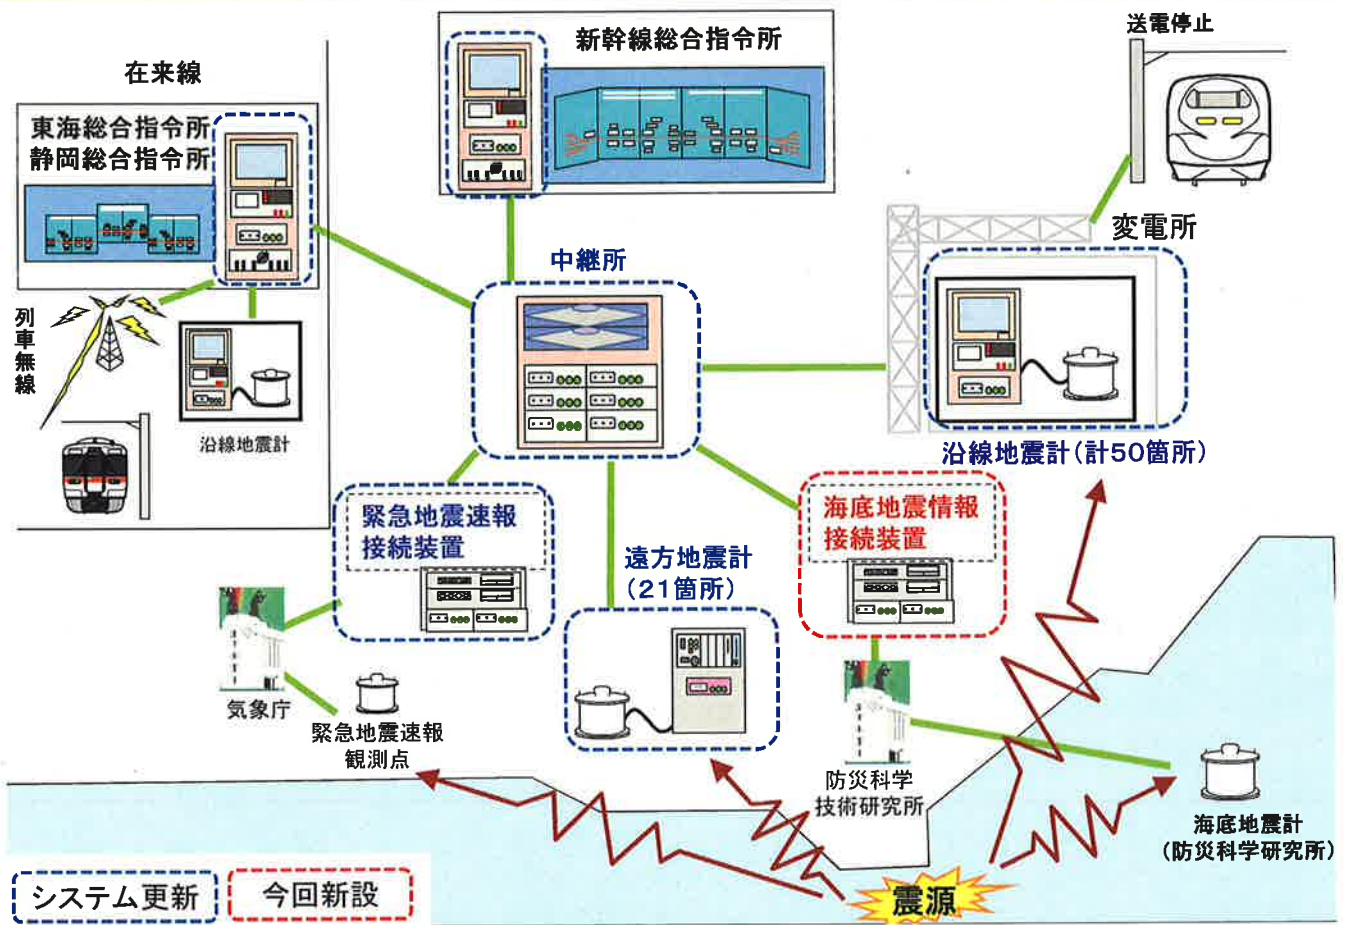 送電停止
新幹線総合指令所
在来線
東海総合指令所
静岡総合指令所
変電所
中継所
列車無線
沿線地震計
沿線地震計(計50箇所)
緊急地震速報
接続装置
海底地震情報
接続装置
遠方地震計
(21箇所)
気象庁
緊急地震速報
観測点
防災科学
技術研究所
海底地震計
(防災科学研究所)
システム更新
今回新設
震源